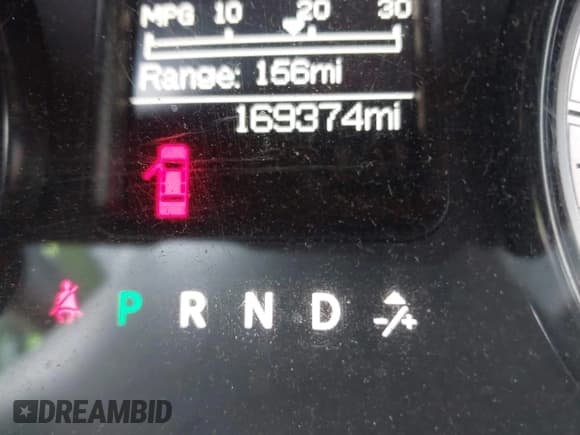 MPG 10 20 30
Range: 156mi
169374mi
P R N D -/+
DREAMBID